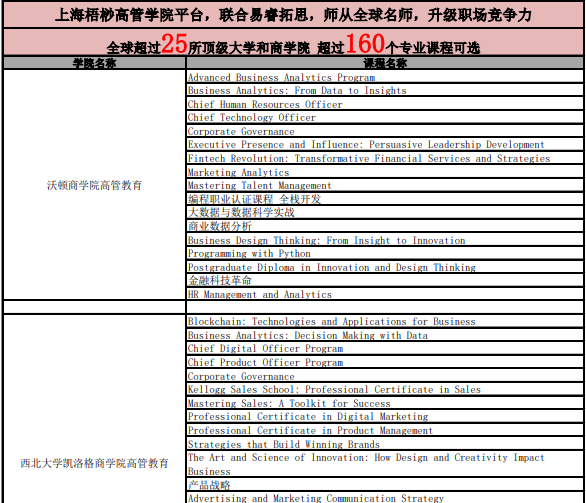 上海梧桫高管学院平台，联合易睿拓思，师从全球名师，升级职场竞争力
全球超过25所顶级大学和商学院 超过160个专业课程可选
学院名称 课程名称
Advanced Business Analytics Program
Business Analytics: From Data to Insights
Chief Human Resources Officer
Chief Technology Officer
Corporate Governance
Executive Presence and Influence: Persuasive Leadership Development
Fintech Revolution: Transformative Financial Services and Strategies
Marketing Analytics
沃顿商学院高管教育
Mastering Talent Management
编程职业认证课程 全栈开发
大数据与数据科学实战
商业数据分析
Business Design Thinking: From Insight to Innovation
Programming with Python
Postgraduate Diploma in Innovation and Design Thinking
金融科技革命
HR Management and Analytics
Blockchain: Technologies and Applications for Business
Business Analytics: Decision Making with Data
Chief Digital Officer Program
Chief Product Officer Program
Corporate Governance
Kellogg Sales School: Professional Certificate in Sales
Mastering Sales: A Toolkit for Success
Professional Certificate in Digital Marketing
Professional Certificate in Product Management
Strategies that Build Winning Brands
西北大学凯洛格商学院高管教育
The Art and Science of Innovation: How Design and Creativity Impact
Business
产品战略
Advertising and Marketing Communication Strategy